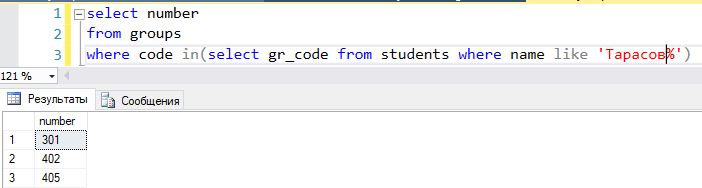 1 select number
2 from groups
3 where code in(select gr_code from students where name like 'Тарасов%')
121 %
Результаты Сообщения
number
1 301
2 402
3 405